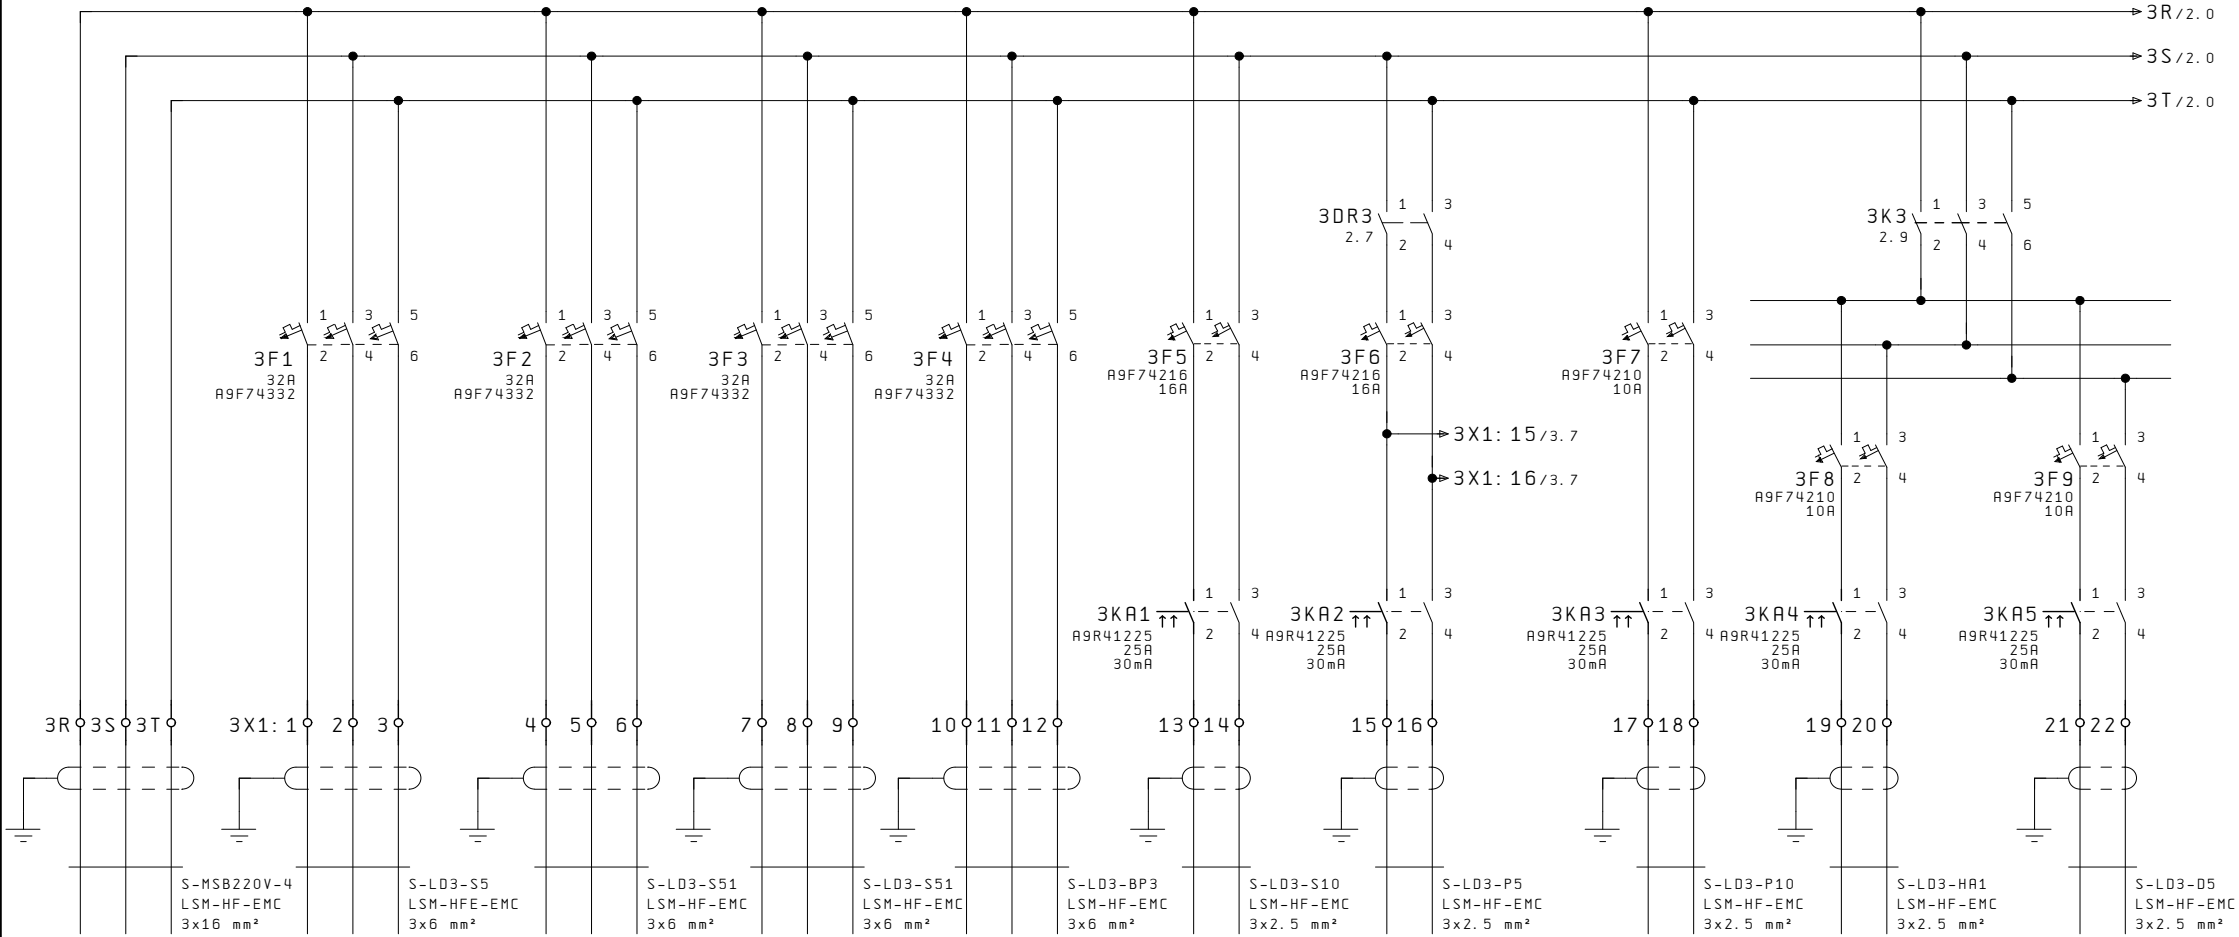 3R/2.0
3S/2.0
3T/2.0
3DR3 1 3
2.7 2 4
3K3 1 3 5
2.9 2 4 6
1 3 5
3F1 2 4 6
32A
A9F74332
1 3 5
3F2 2 4 6
32A
A9F74332
1 3 5
3F3 2 4 6
32A
A9F74332
1 3 5
3F4 2 4 6
32A
A9F74332
1 3
3F5 2 4
A9F74216
16A
1 3
3F6 2 4
A9F74216
16A
1 3
3F7 2 4
A9F74210
10A
3X1:15/3.7
3X1:16/3.7
1 3
3F8 2 4
A9F74210
10A
1 3
3F9 2 4
A9F74210
10A
1 3
3KA1 2 4
A9R41225
25A
30mA
1 3
3KA2 2 4
A9R41225
25A
30mA
1 3
3KA3 2 4
A9R41225
25A
30mA
1 3
3KA4 2 4
A9R41225
25A
30mA
1 3
3KA5 2 4
A9R41225
25A
30mA
3R 3S 3T 3X1:1 2 3 4 5 6 7 8 9 10 11 12 13 14 15 16 17 18 19 20 21 22
S-MSB220V-4
LSM-HF-EMC
3x16 mm²
S-LD3-S5
LSM-HFE-EMC
3x6 mm²
S-LD3-S51
LSM-HF-EMC
3x6 mm²
S-LD3-S51
LSM-HF-EMC
3x6 mm²
S-LD3-BP3
LSM-HF-EMC
3x6 mm²
S-LD3-S10
LSM-HF-EMC
3x2.5 mm²
S-LD3-P5
LSM-HF-EMC
3x2.5 mm²
S-LD3-P10
LSM-HF-EMC
3x2.5 mm²
S-LD3-HA1
LSM-HF-EMC
3x2.5 mm²
S-LD3-D5
LSM-HF-EMC
3x2.5 mm²